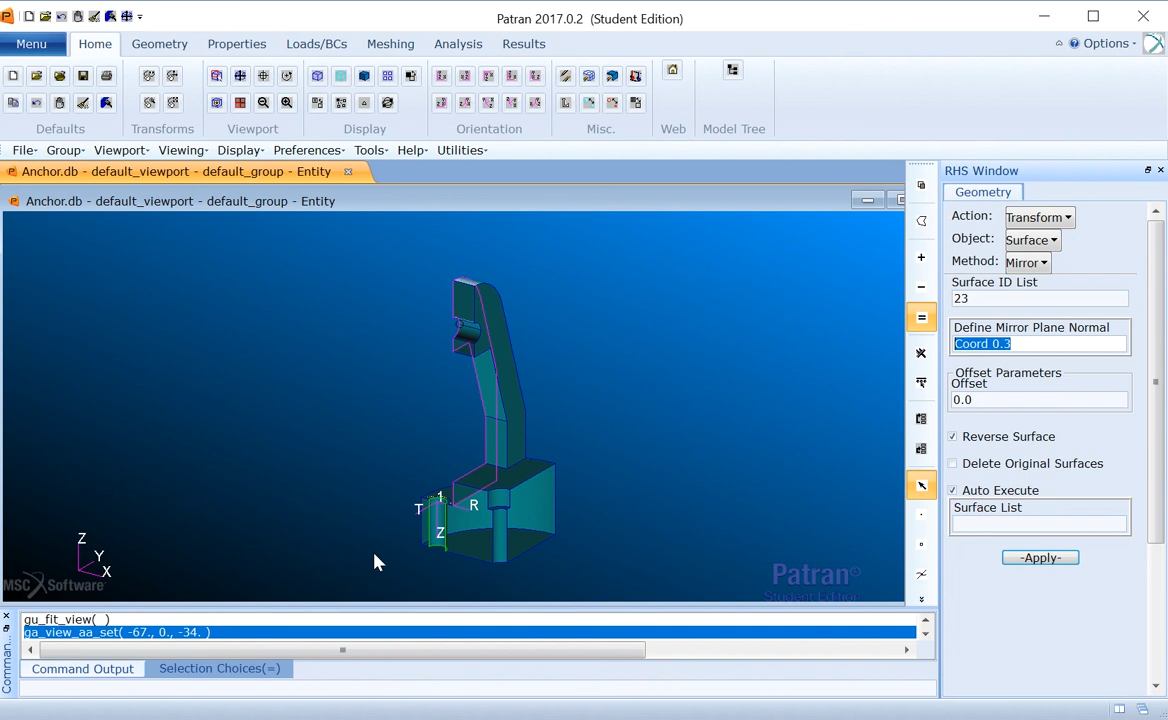 Patran 2017.0.2 (Student Edition)
Menu
Home
Geometry
Properties
Loads/BCs
Meshing
Analysis
Results
Options
Defaults
Transforms
Viewport
Display
Orientation
Misc.
Web
Model Tree
File
Group
Viewport
Viewing
Display
Preferences
Tools
Help
Utilities
Anchor.db - default_viewport - default_group - Entity
Anchor.db - default_viewport - default_group - Entity
RHS Window
Geometry
Action: Transform
Object: Surface
Method: Mirror
Surface ID List
23
Define Mirror Plane Normal
Coord 0.3
Offset Parameters
Offset
0.0
Reverse Surface
Delete Original Surfaces
Auto Execute
Surface List
-Apply-
1
T
R
Z
Z
Y
X
MSC Software
Patran
Student Edition
gu_fit_view( )
ga_view_aa_set( -67., 0., -34. )
Comman...
Command Output
Selection Choices(=)